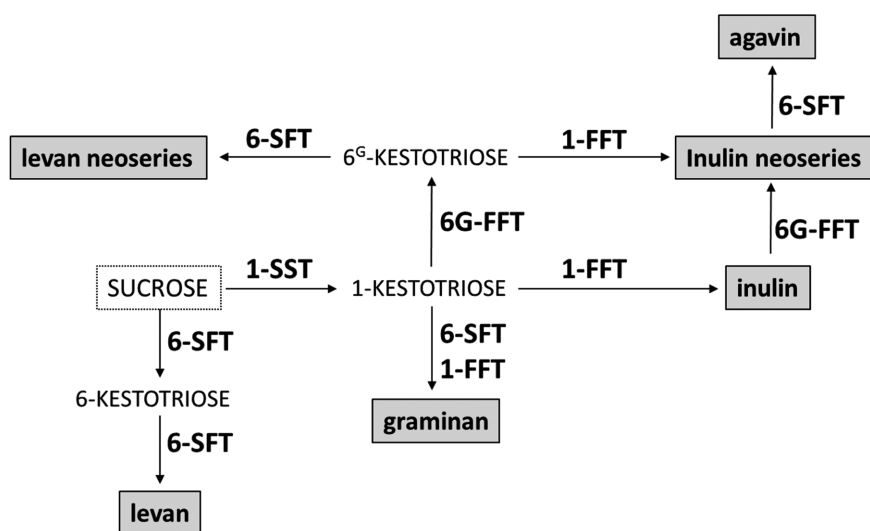 agavin
6-SFT
levan neoseries
6-SFT
6ᴳ-KESTOTRIOSE
1-FFT
Inulin neoseries
6G-FFT
6G-FFT
SUCROSE
1-SST
1-KESTOTRIOSE
1-FFT
inulin
6-SFT
6-SFT
1-FFT
6-KESTOTRIOSE
graminan
6-SFT
levan